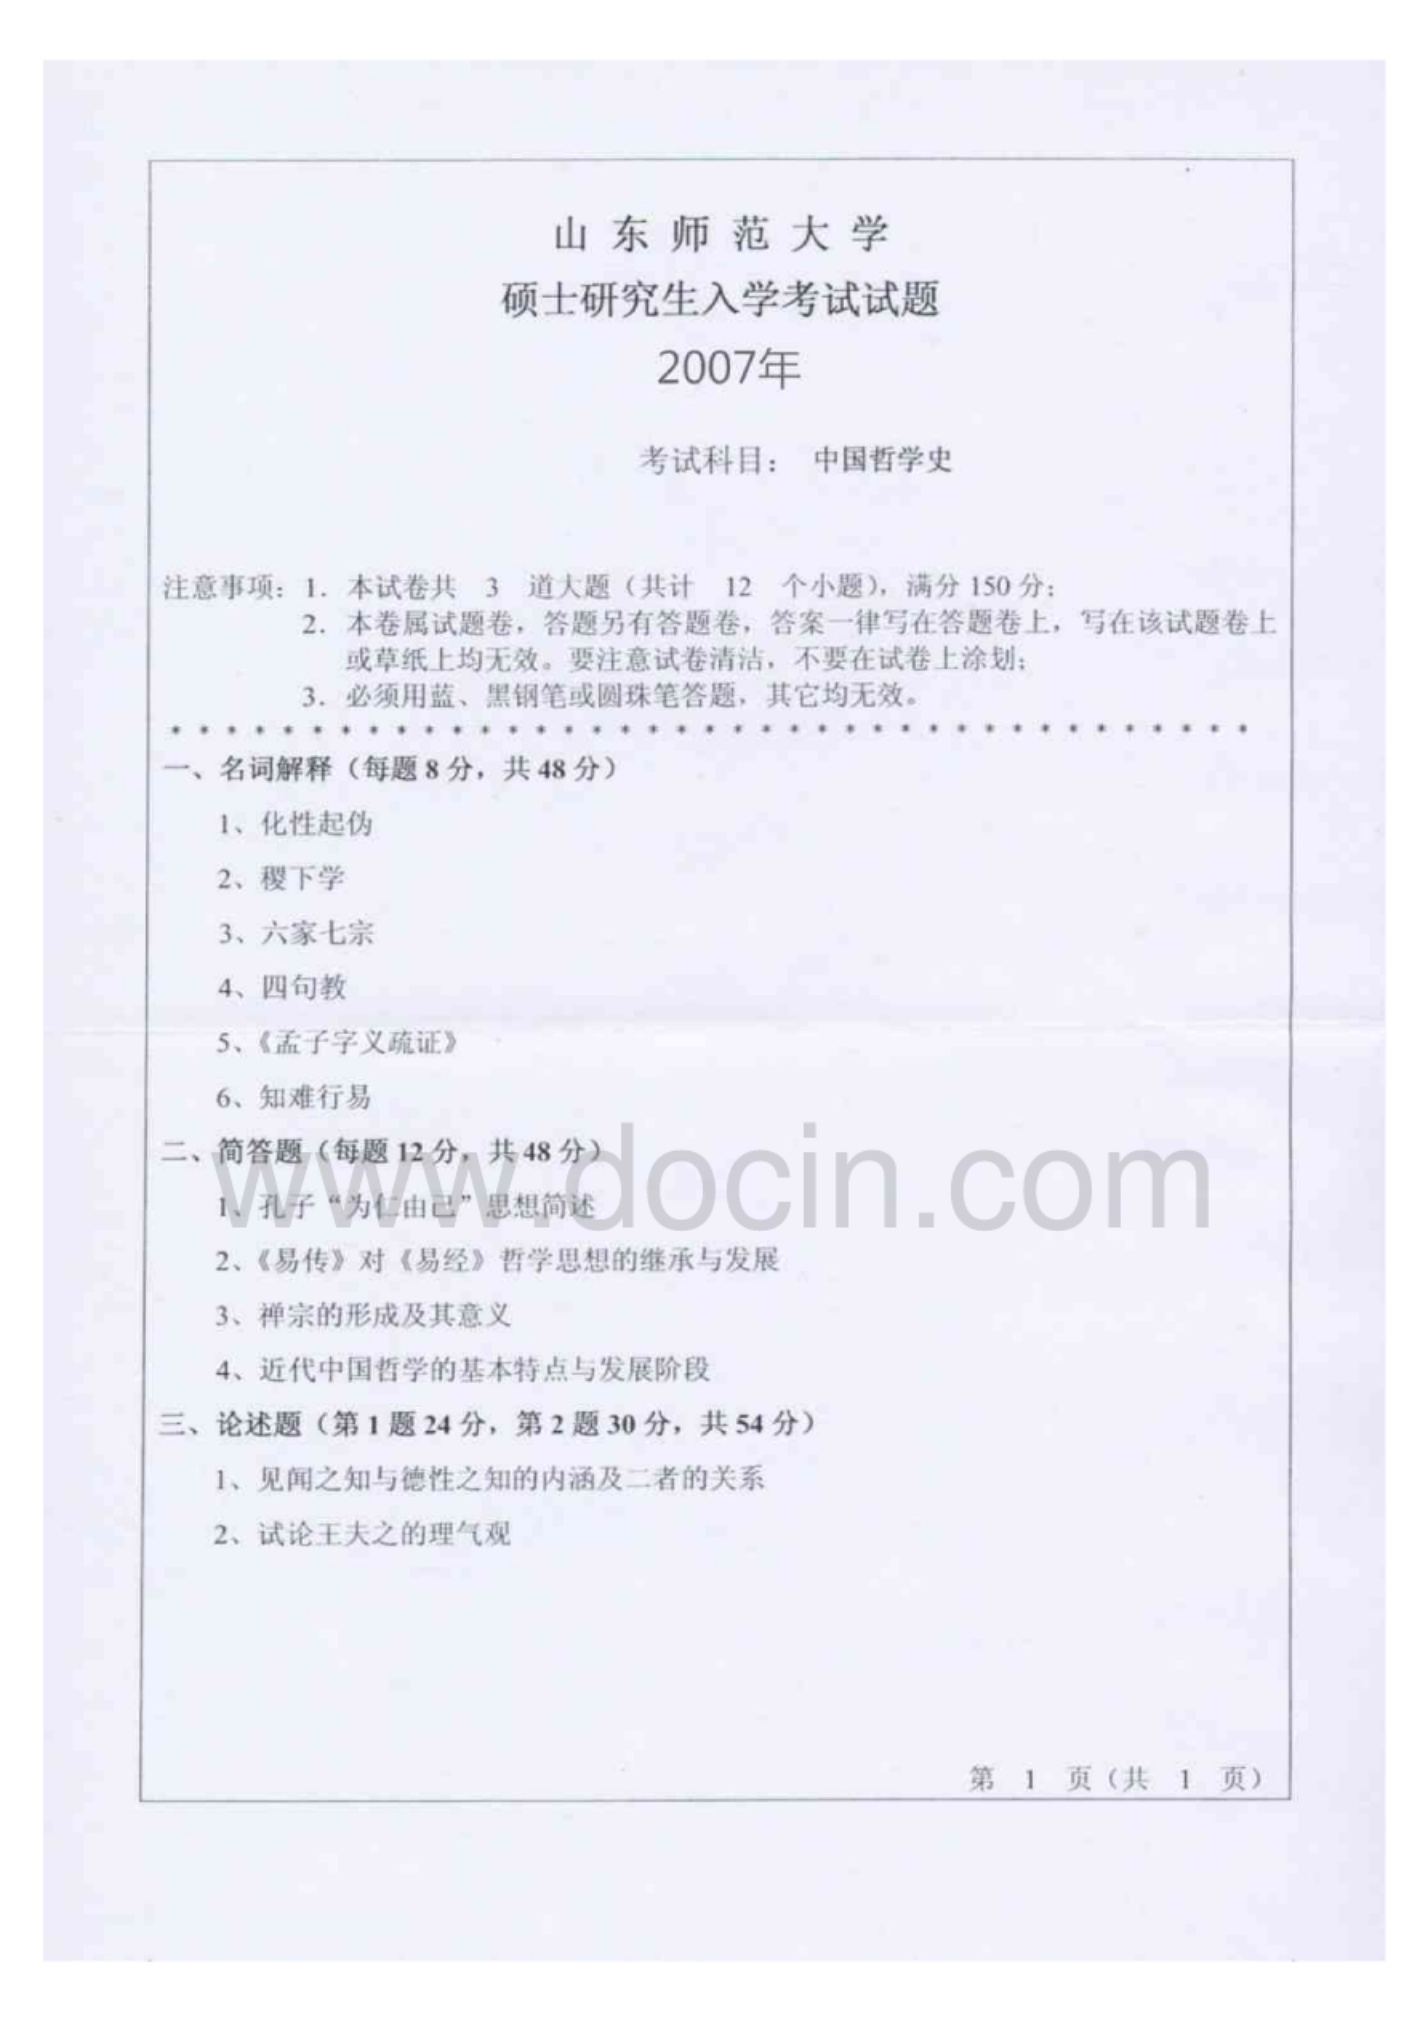 山东师范大学
硕士研究生入学考试试题
2007年
考试科目： 中国哲学史
注意事项：1．本试卷共 3 道大题（共计 12 个小题），满分 150 分；
2．本卷属试题卷，答题另有答题卷，答案一律写在答题卷上，写在该试题卷上
或草纸上均无效。要注意试卷清洁，不要在试卷上涂划；
3．必须用蓝、黑钢笔或圆珠笔答题，其它均无效。
* * * * * * * * * * * * * * * * * * * * * * * * * * * * * * * * * * * * * * *
一、名词解释（每题 8 分，共 48 分）
1、化性起伪
2、稷下学
3、六家七宗
4、四句教
5、《孟子字义疏证》
6、知难行易
二、简答题（每题 12 分，共 48 分）
www.docin.com
1、孔子“为仁由己”思想简述
2、《易传》对《易经》哲学思想的继承与发展
3、禅宗的形成及其意义
4、近代中国哲学的基本特点与发展阶段
三、论述题（第 1 题 24 分，第 2 题 30 分，共 54 分）
1、见闻之知与德性之知的内涵及二者的关系
2、试论王夫之的理气观
第 1 页（共 1 页）